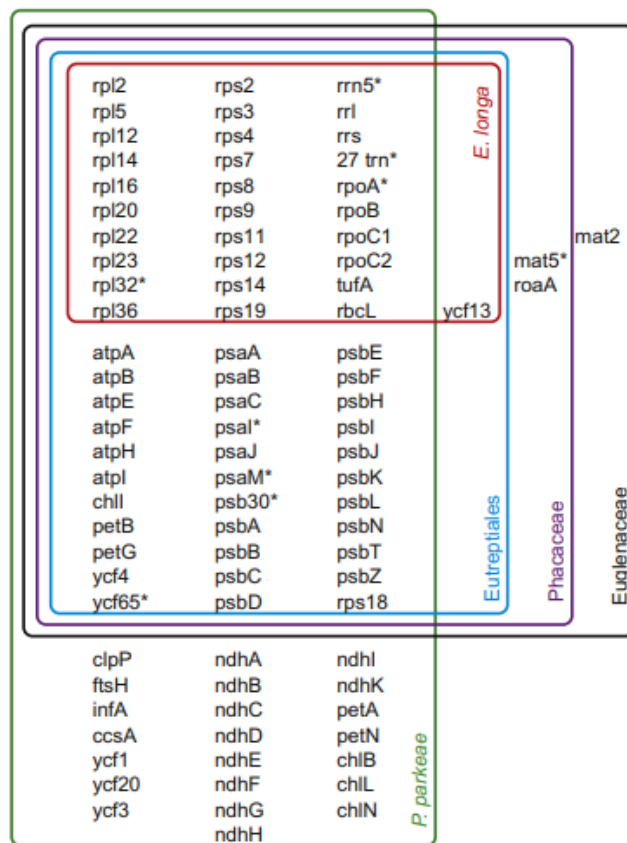 rpl2 rps2 rrn5*
rpl5 rps3 rrl
rpl12 rps4 rrs
rpl14 rps7 27 trn*
rpl16 rps8 rpoA*
rpl20 rps9 rpoB
rpl22 rps11 rpoC1 mat2
rpl23 rps12 rpoC2 mat5*
rpl32* rps14 tufA roaA
rpl36 rps19 rbcL ycf13
E. longa
atpA psaA psbE
atpB psaB psbF
atpE psaC psbH
atpF psaI* psbI
atpH psaJ psbJ
atpI psaM* psbK
chlI psb30* psbL
petB psbA psbN
petG psbB psbT
ycf4 psbC psbZ
ycf65* psbD rps18
Eutreptiales
Phacaceae
Euglenaceae
clpP ndhA ndhI
ftsH ndhB ndhK
infA ndhC petA
ccsA ndhD petN
ycf1 ndhE chlB
ycf20 ndhF chlL
ycf3 ndhG chlN
ndhH
P. parkeae